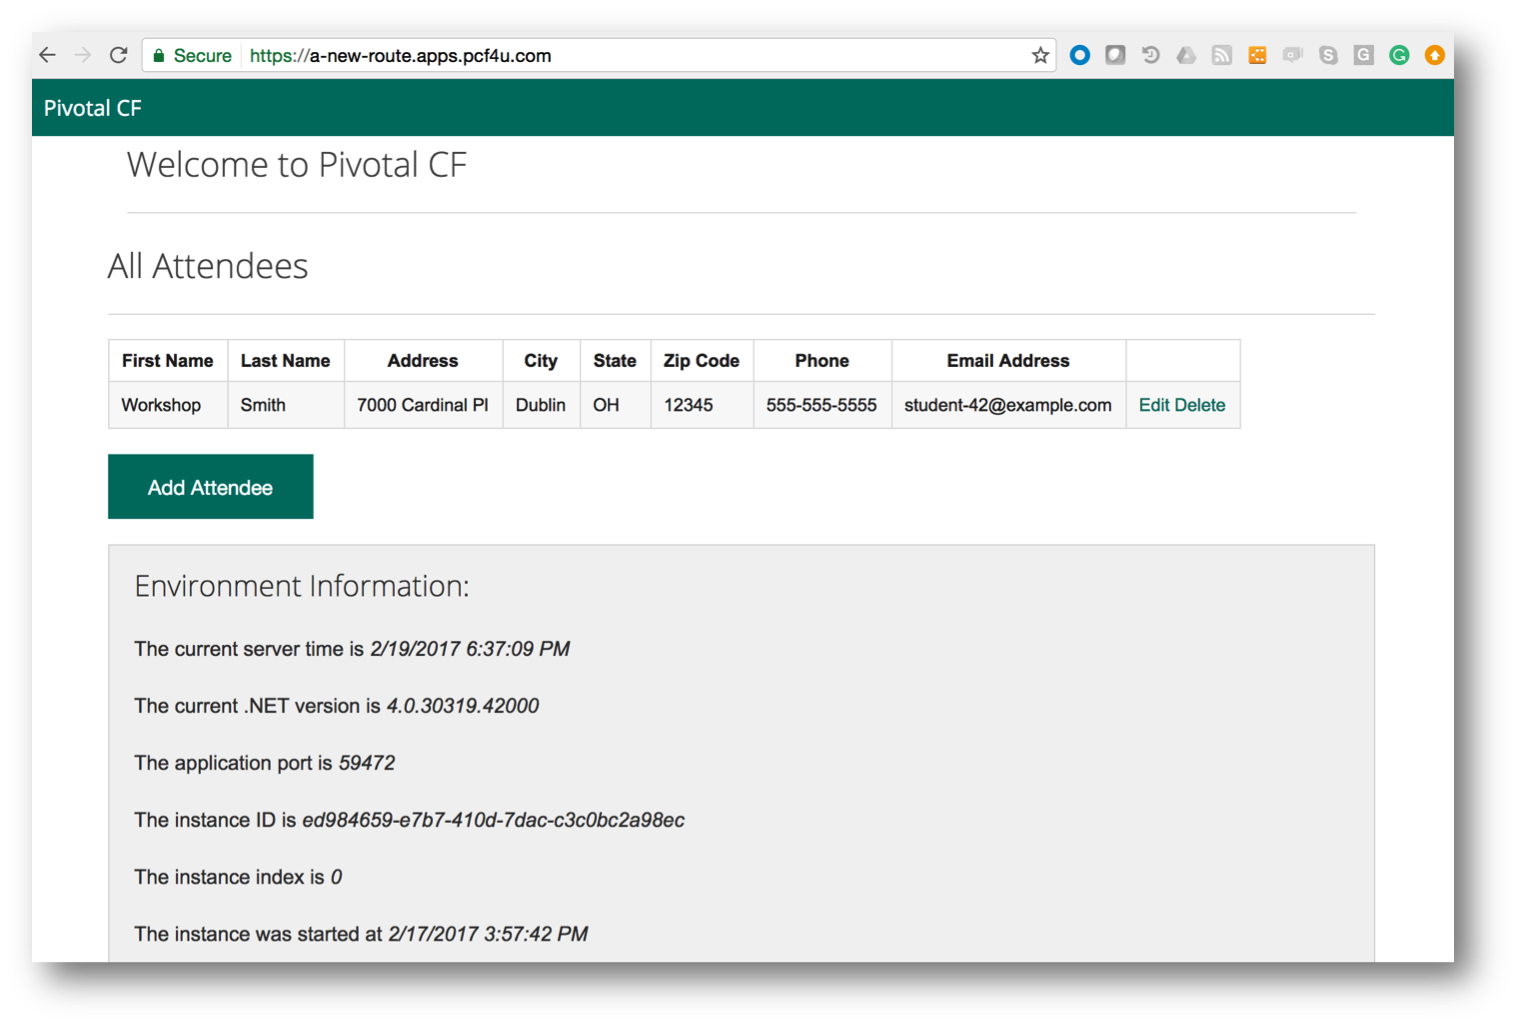 Secure https://a-new-route.apps.pcf4u.com
Pivotal CF
Welcome to Pivotal CF
All Attendees
First Name Last Name Address City State Zip Code Phone Email Address
Workshop Smith 7000 Cardinal Pl Dublin OH 12345 555-555-5555 student-42@example.com Edit Delete
Add Attendee
Environment Information:
The current server time is 2/19/2017 6:37:09 PM
The current .NET version is 4.0.30319.42000
The application port is 59472
The instance ID is ed984659-e7b7-410d-7dac-c3c0bc2a98ec
The instance index is 0
The instance was started at 2/17/2017 3:57:42 PM